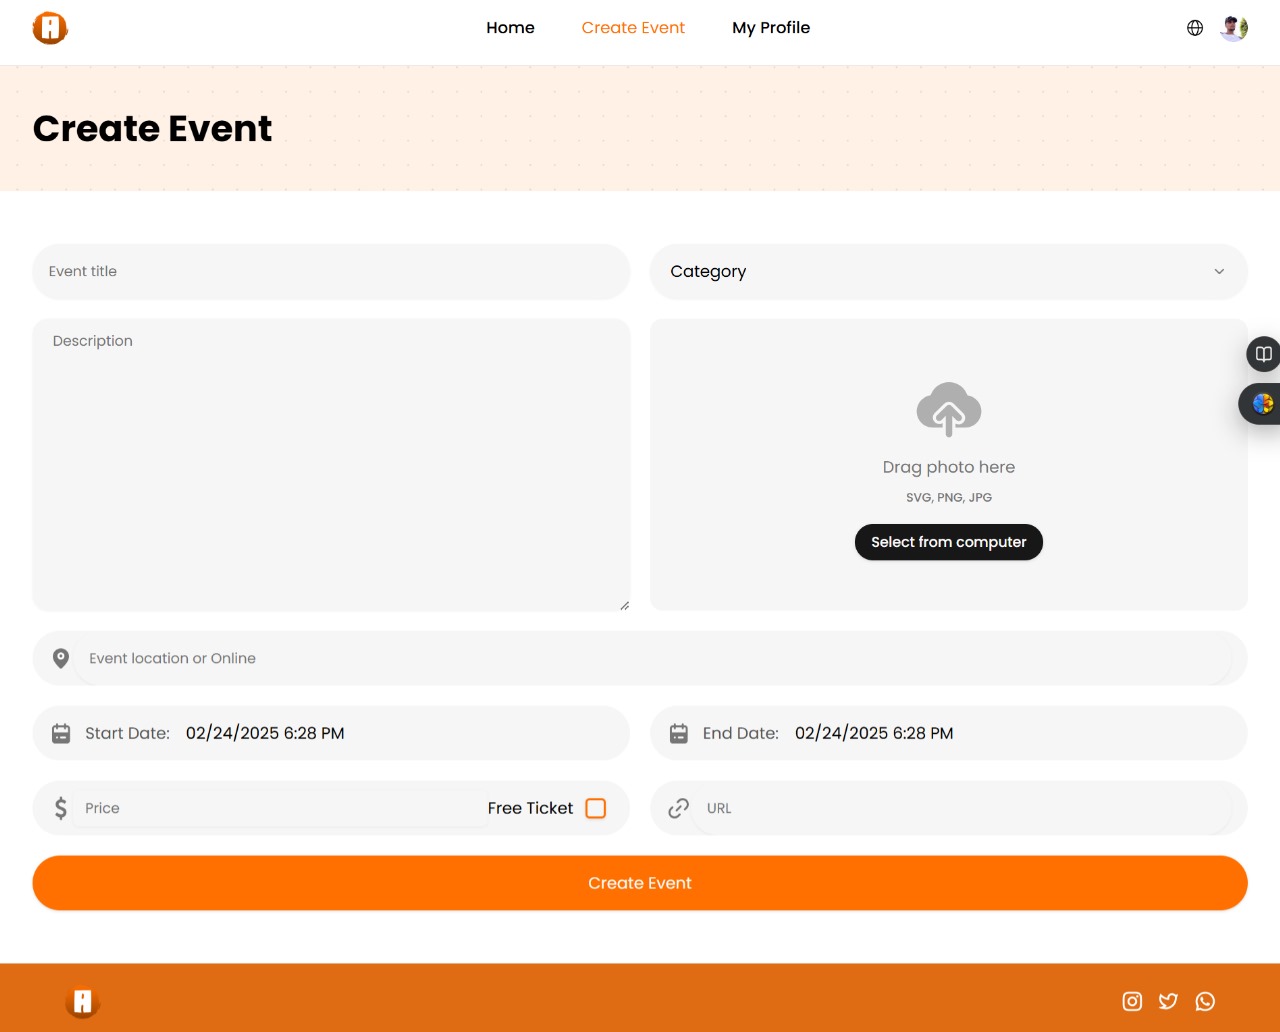 Home Create Event My Profile
Create Event
Event title
Category
Description
Drag photo here
SVG, PNG, JPG
Select from computer
Event location or Online
Start Date: 02/24/2025 6:28 PM
End Date: 02/24/2025 6:28 PM
$ Price Free Ticket
URL
Create Event